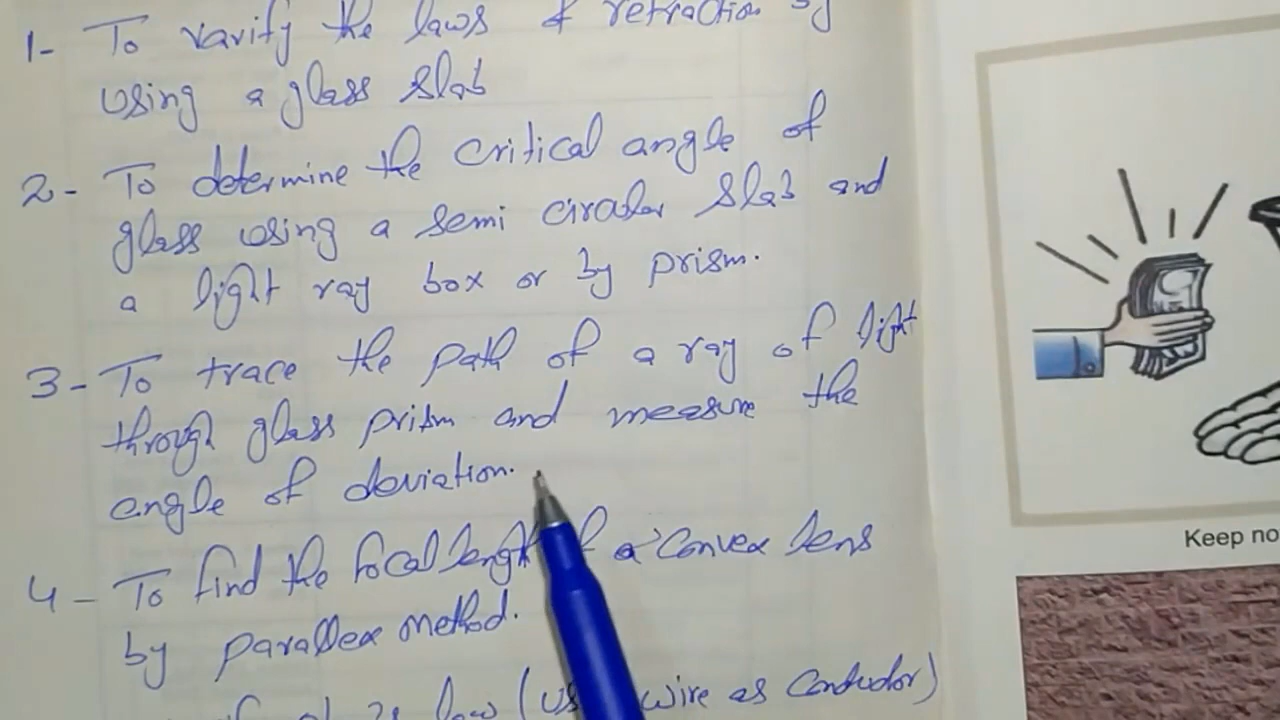 1- To varify the laws of refraction by
using a glass slab
2- To determine the critical angle of
glass using a semi circular slab and
a light ray box or by prism.
3- To trace the path of a ray of light
through glass prism and measure the
angle of deviation.
4- To find the focal length of a convex lens
by parallex method.
law (us wire as conductor)
Keep no